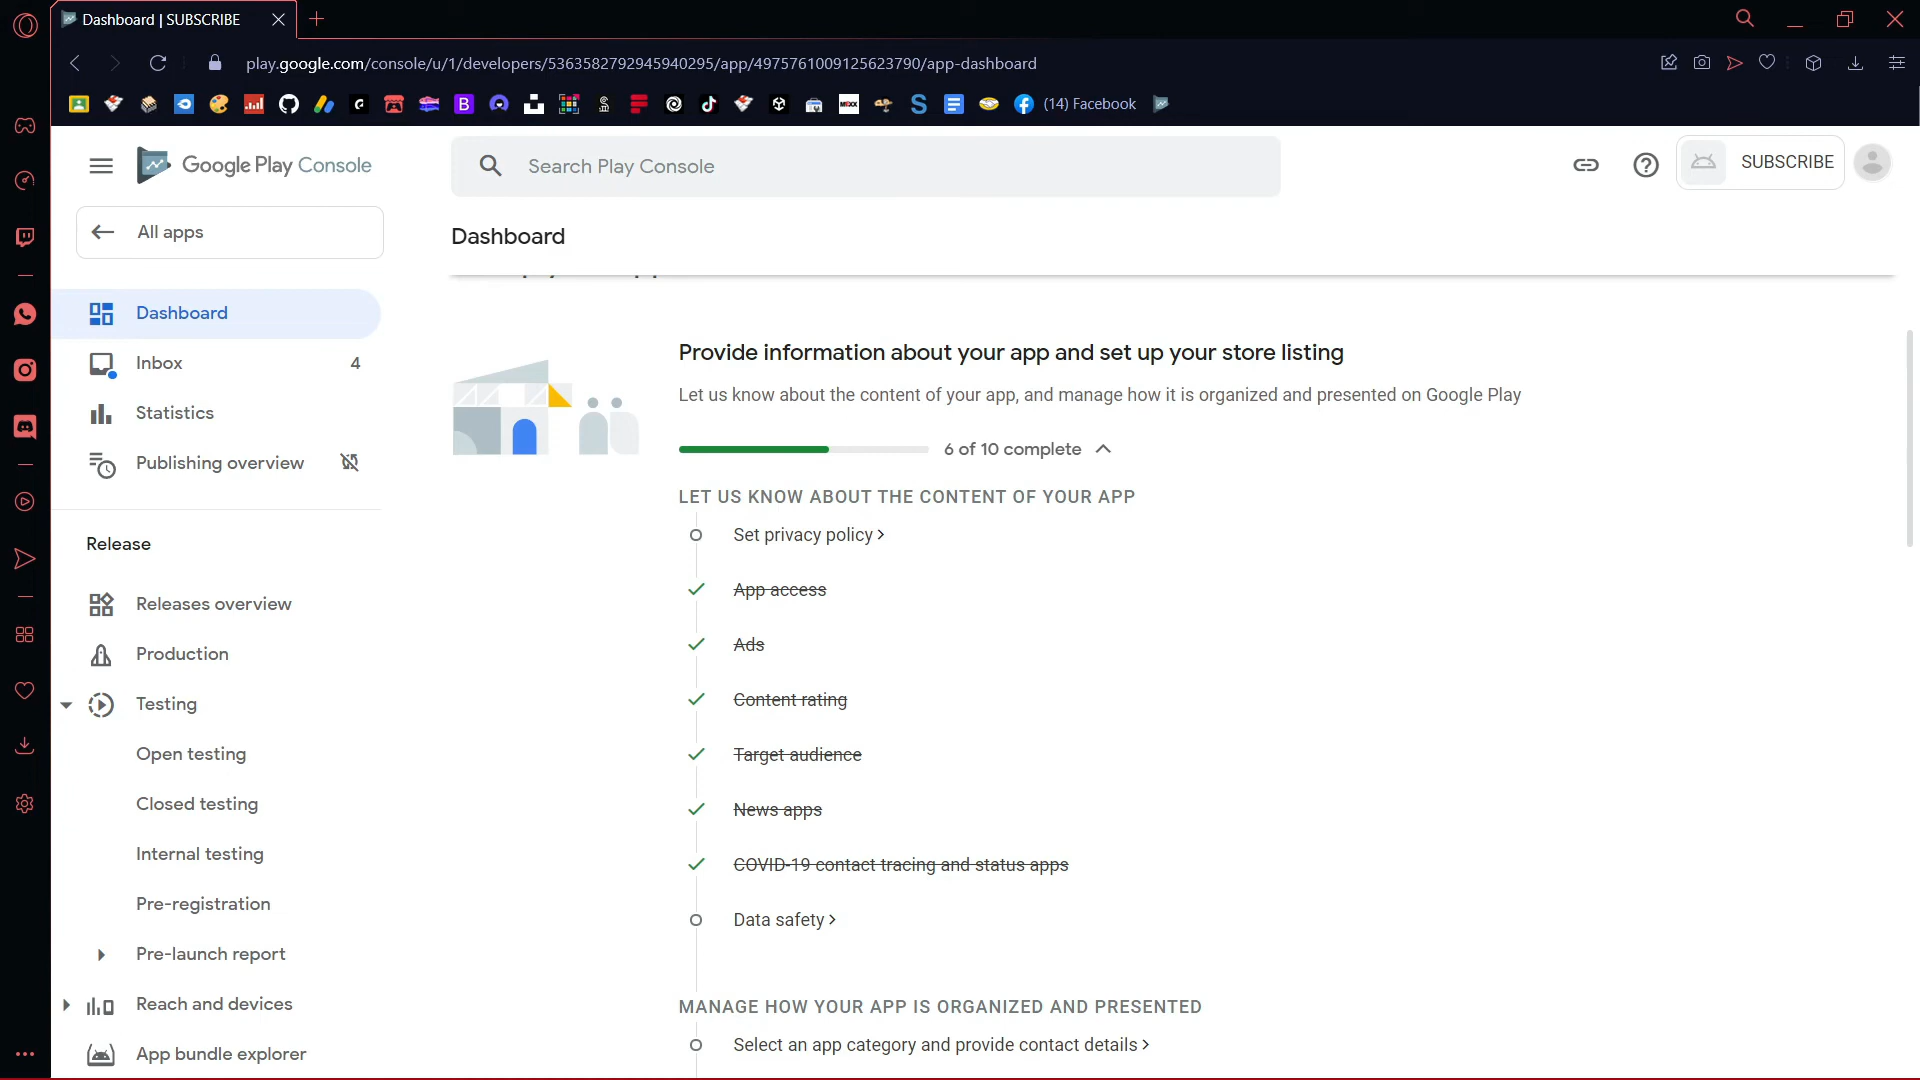 Dashboard | SUBSCRIBE
play.google.com/console/u/1/developers/5363582792945940295/app/4975761009125623790/app-dashboard
(14) Facebook
Google Play Console
Search Play Console
SUBSCRIBE
All apps
Dashboard
Dashboard
Inbox
4
Statistics
Publishing overview
Release
Releases overview
Production
Testing
Open testing
Closed testing
Internal testing
Pre-registration
Pre-launch report
Reach and devices
App bundle explorer
Provide information about your app and set up your store listing
Let us know about the content of your app, and manage how it is organized and presented on Google Play
6 of 10 complete
LET US KNOW ABOUT THE CONTENT OF YOUR APP
Set privacy policy
App access
Ads
Content rating
Target audience
News apps
COVID-19 contact tracing and status apps
Data safety
MANAGE HOW YOUR APP IS ORGANIZED AND PRESENTED
Select an app category and provide contact details